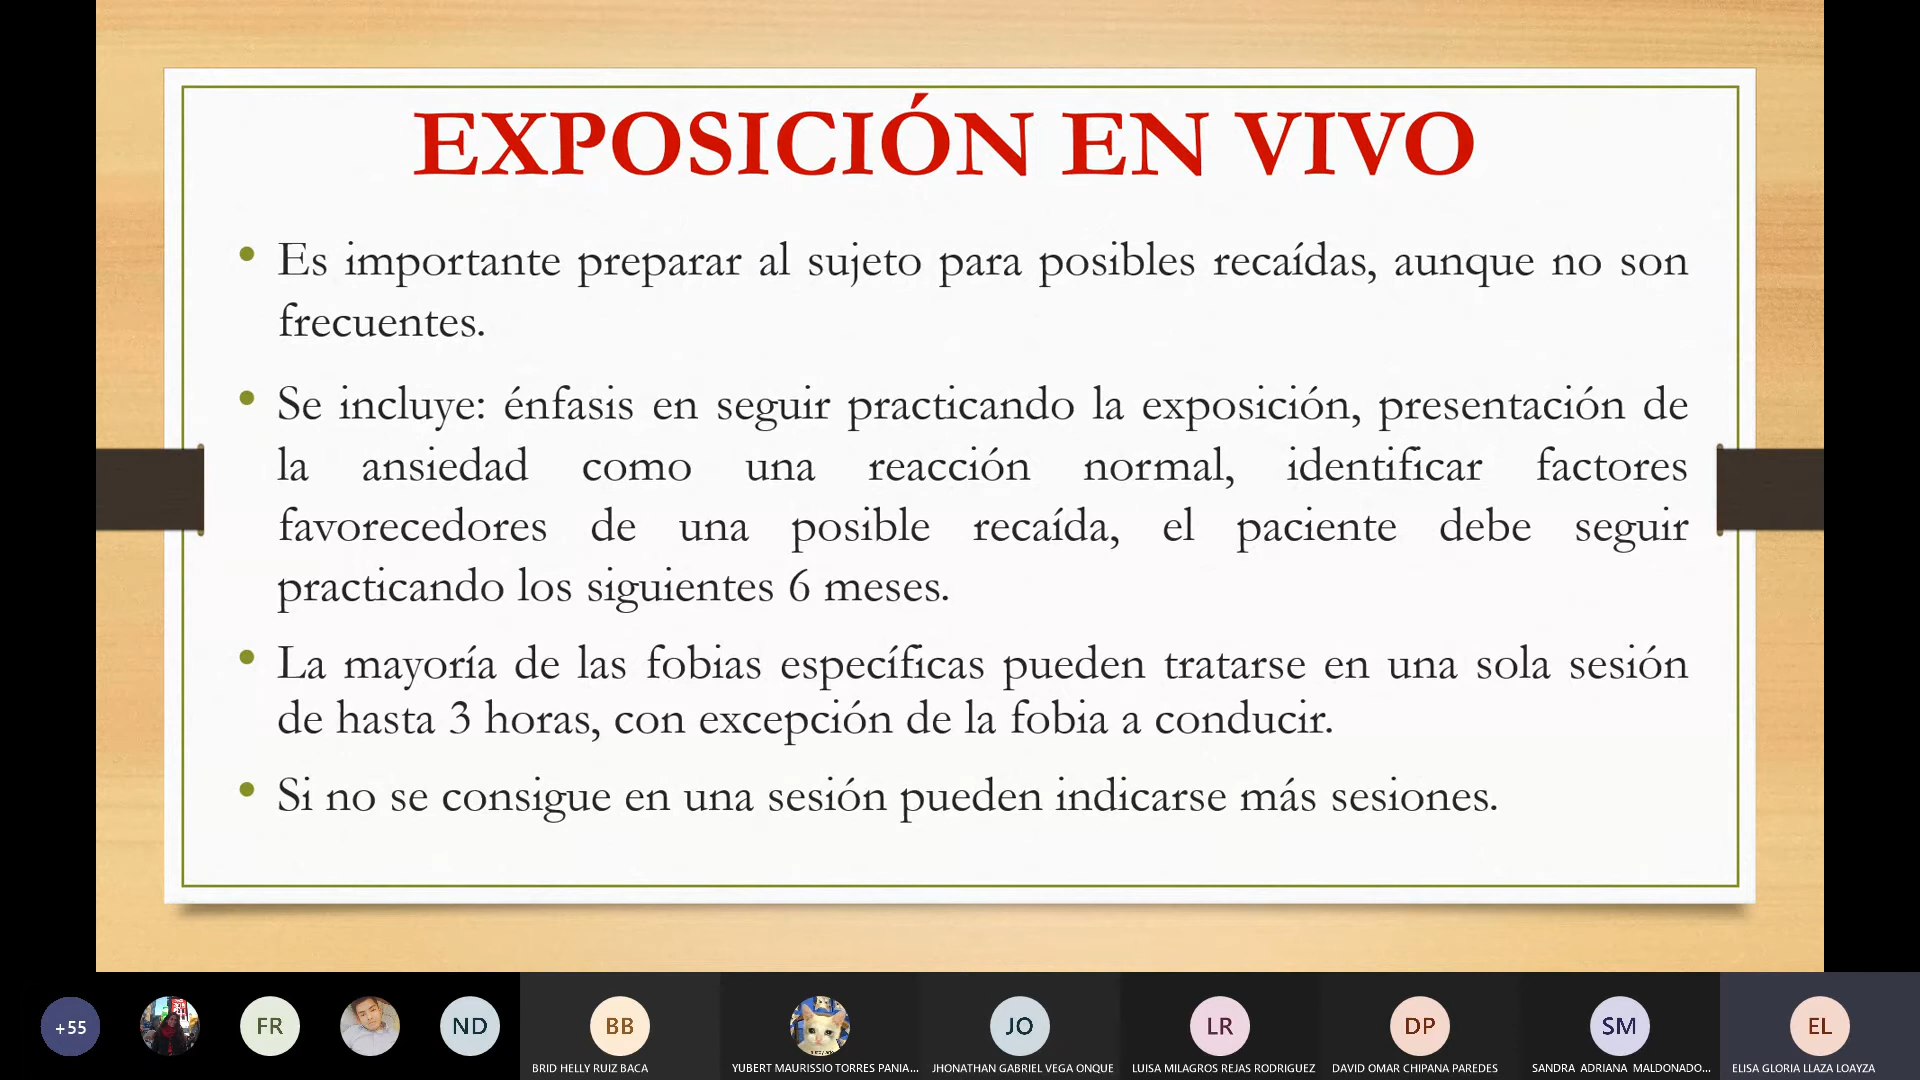 EXPOSICIÓN EN VIVO
• Es importante preparar al sujeto para posibles recaídas, aunque no son
frecuentes.
• Se incluye: énfasis en seguir practicando la exposición, presentación de
la ansiedad como una reacción normal, identificar factores
favorecedores de una posible recaída, el paciente debe seguir
practicando los siguientes 6 meses.
• La mayoría de las fobias específicas pueden tratarse en una sola sesión
de hasta 3 horas, con excepción de la fobia a conducir.
• Si no se consigue en una sesión pueden indicarse más sesiones.
+55
FR
ND
BB
JO
LR
DP
SM
EL
BRID HELLY RUIZ BACA
YUBERT MAURISSIO TORRES PANIA...
JHONATHAN GABRIEL VEGA ONQUE
LUISA MILAGROS REJAS RODRIGUEZ
DAVID OMAR CHIPANA PAREDES
SANDRA ADRIANA MALDONADO...
ELISA GLORIA LLAZA LOAYZA